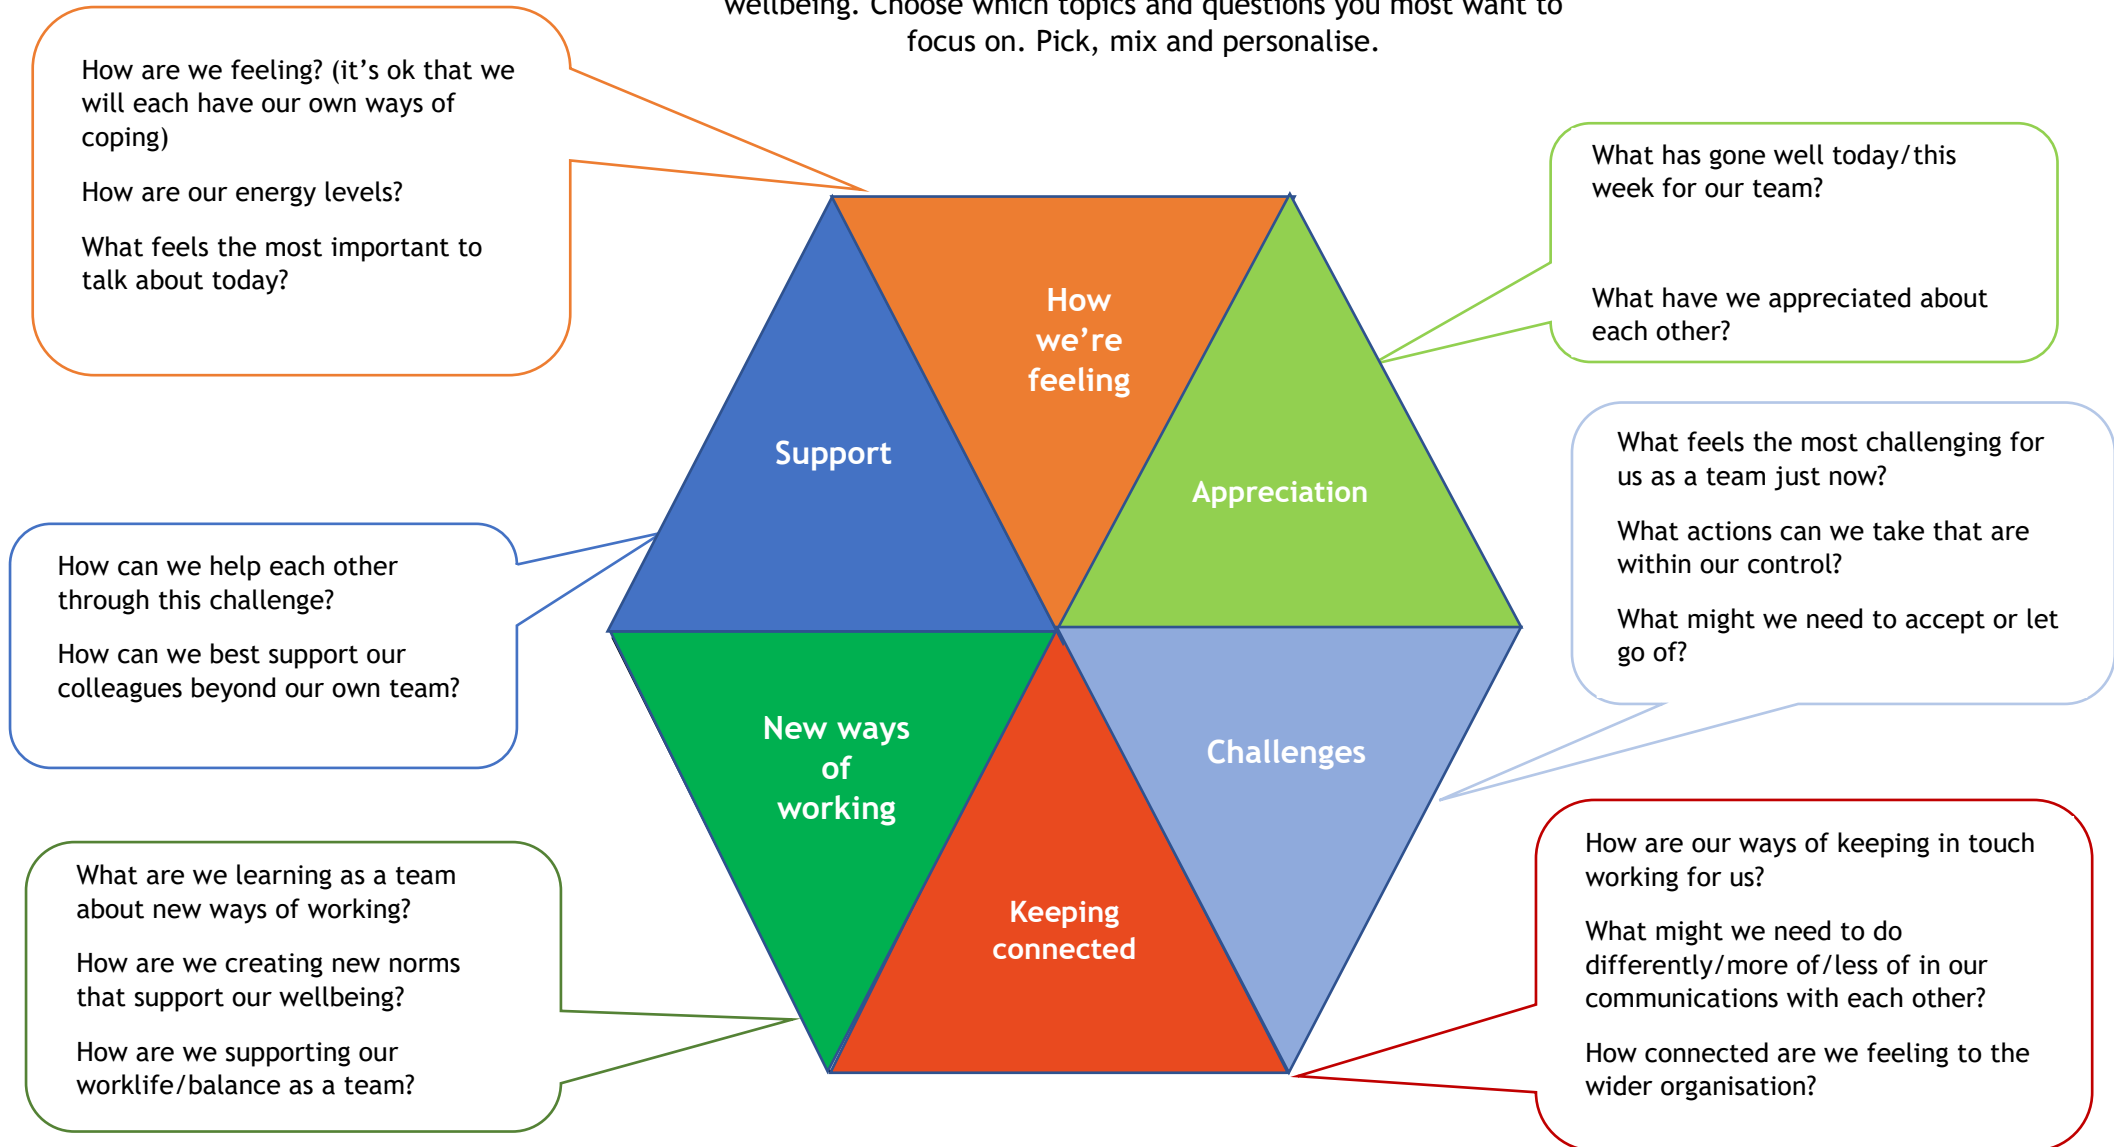 wellbeing. Choose which topics and questions you most want to
focus on. Pick, mix and personalise.
How are we feeling? (it’s ok that we
will each have our own ways of
coping)
How are our energy levels?
What feels the most important to
talk about today?
What has gone well today/this
week for our team?
What have we appreciated about
each other?
How
we’re
feeling
Support
Appreciation
What feels the most challenging for
us as a team just now?
What actions can we take that are
within our control?
What might we need to accept or let
go of?
How can we help each other
through this challenge?
How can we best support our
colleagues beyond our own team?
New ways
of
working
Challenges
Keeping
connected
What are we learning as a team
about new ways of working?
How are we creating new norms
that support our wellbeing?
How are we supporting our
worklife/balance as a team?
How are our ways of keeping in touch
working for us?
What might we need to do
differently/more of/less of in our
communications with each other?
How connected are we feeling to the
wider organisation?